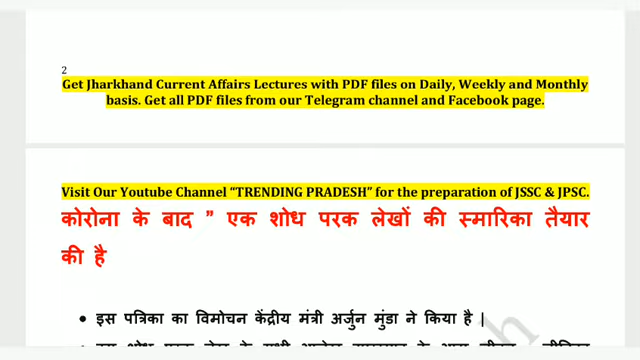 2
Get Jharkhand Current Affairs Lectures with PDF files on Daily, Weekly and Monthly
basis. Get all PDF files from our Telegram channel and Facebook page.
Visit Our Youtube Channel “TRENDING PRADESH” for the preparation of JSSC & JPSC.
कोरोना के बाद ” एक शोध परक लेखों की स्मारिका तैयार
की है
• इस पत्रिका का विमोचन केंद्रीय मंत्री अर्जुन मुंडा ने किया है |